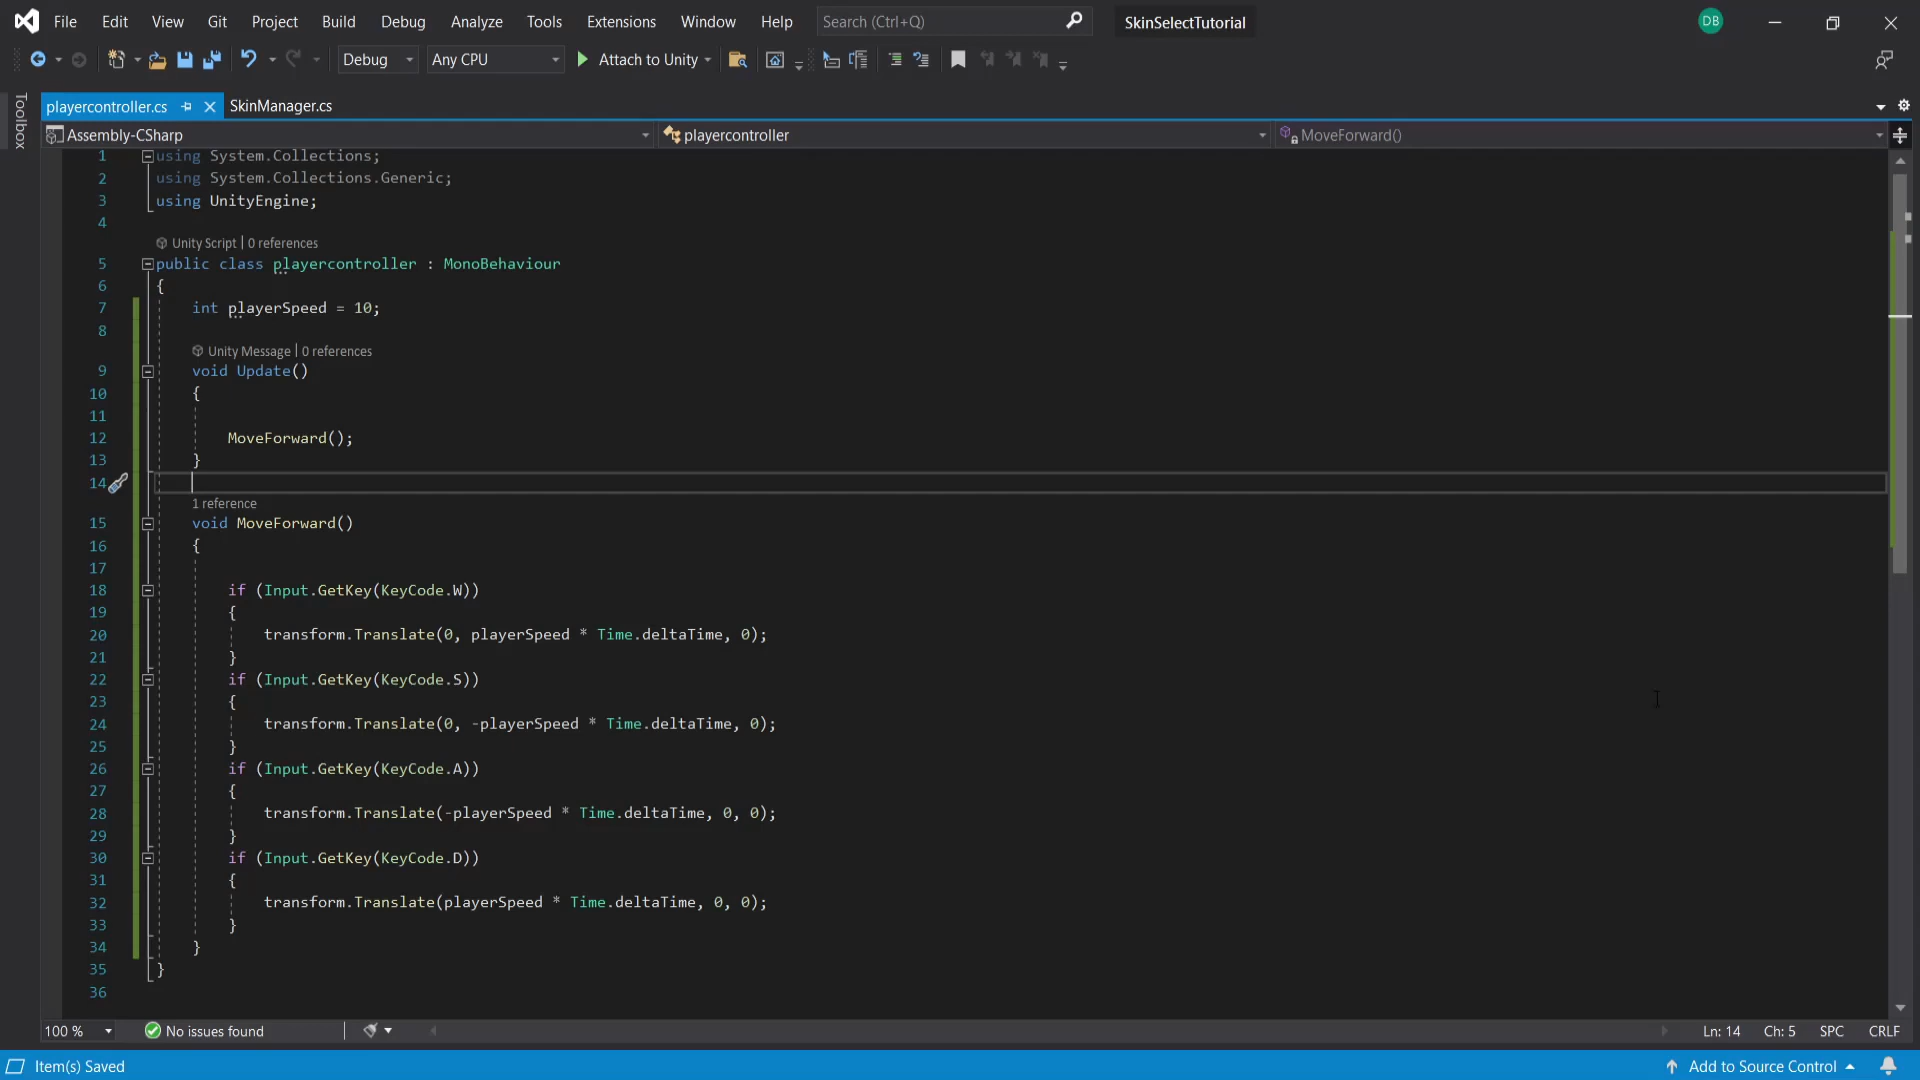 File Edit View Git Project Build Debug Analyze Tools Extensions Window Help Search (Ctrl+Q) SkinSelectTutorial DB
Debug Any CPU Attach to Unity
Toolbox
playercontroller.cs SkinManager.cs
Assembly-CSharp playercontroller MoveForward()
1 using System.Collections;
2 using System.Collections.Generic;
3 using UnityEngine;
4
Unity Script | 0 references
5 public class playercontroller : MonoBehaviour
6 {
7 int playerSpeed = 10;
8
Unity Message | 0 references
9 void Update()
10 {
11
12 MoveForward();
13 }
14
1 reference
15 void MoveForward()
16 {
17
18 if (Input.GetKey(KeyCode.W))
19 {
20 transform.Translate(0, playerSpeed * Time.deltaTime, 0);
21 }
22 if (Input.GetKey(KeyCode.S))
23 {
24 transform.Translate(0, -playerSpeed * Time.deltaTime, 0);
25 }
26 if (Input.GetKey(KeyCode.A))
27 {
28 transform.Translate(-playerSpeed * Time.deltaTime, 0, 0);
29 }
30 if (Input.GetKey(KeyCode.D))
31 {
32 transform.Translate(playerSpeed * Time.deltaTime, 0, 0);
33 }
34 }
35 }
36
100 % No issues found Ln: 14 Ch: 5 SPC CRLF
Item(s) Saved Add to Source Control